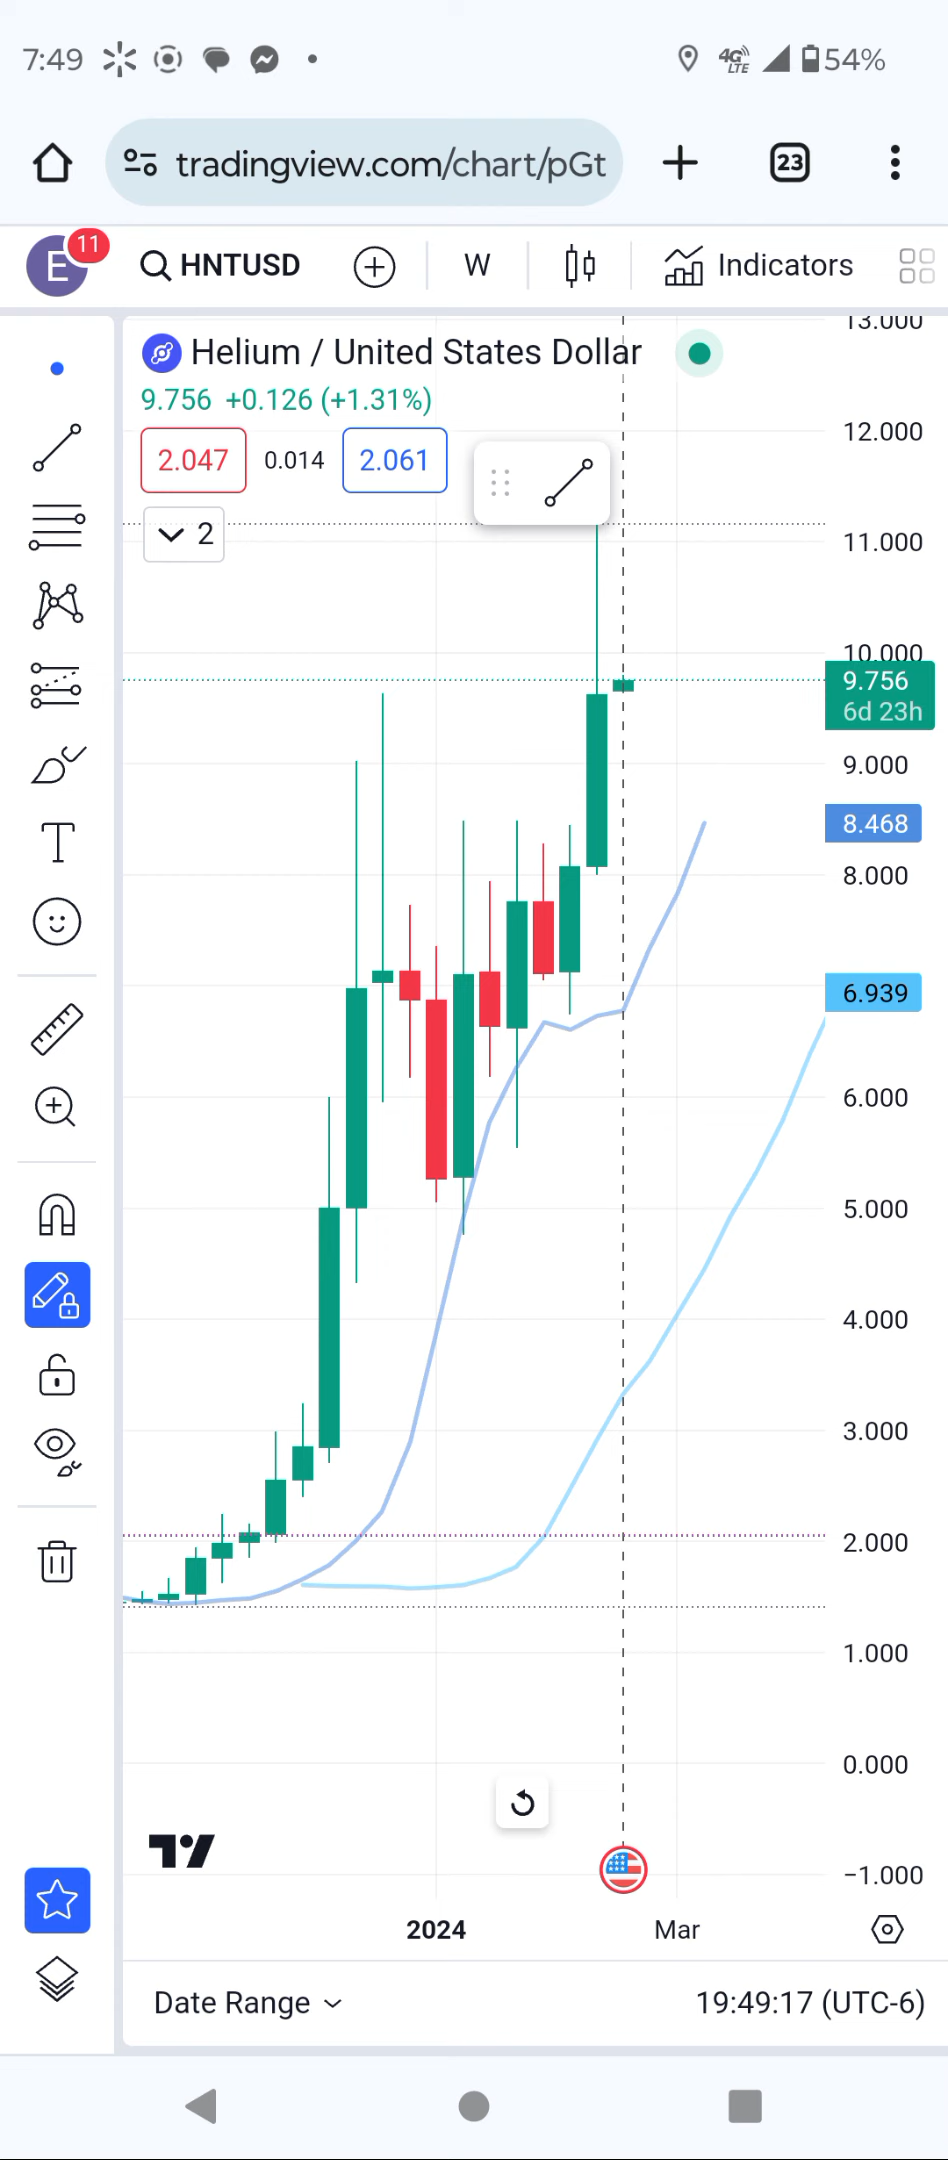 7:49 4G LTE 54%
tradingview.com/chart/pGt 23
E 11 HNTUSD W Indicators
Helium / United States Dollar
9.756 +0.126 (+1.31%)
2.047 0.014 2.061
2
13.000
12.000
11.000
10.000
9.756
6d 23h
9.000
8.468
8.000
6.939
6.000
5.000
4.000
3.000
2.000
1.000
0.000
−1.000
2024 Mar
Date Range 19:49:17 (UTC-6)